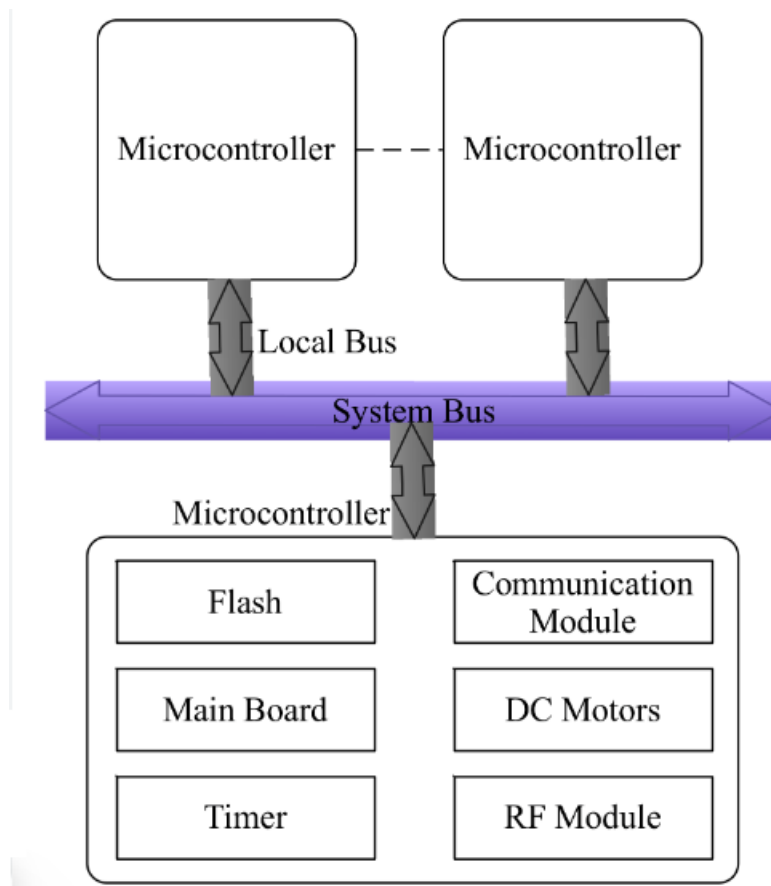 Microcontroller
Microcontroller
Local Bus
System Bus
Microcontroller
Flash
Communication
Module
Main Board
DC Motors
Timer
RF Module